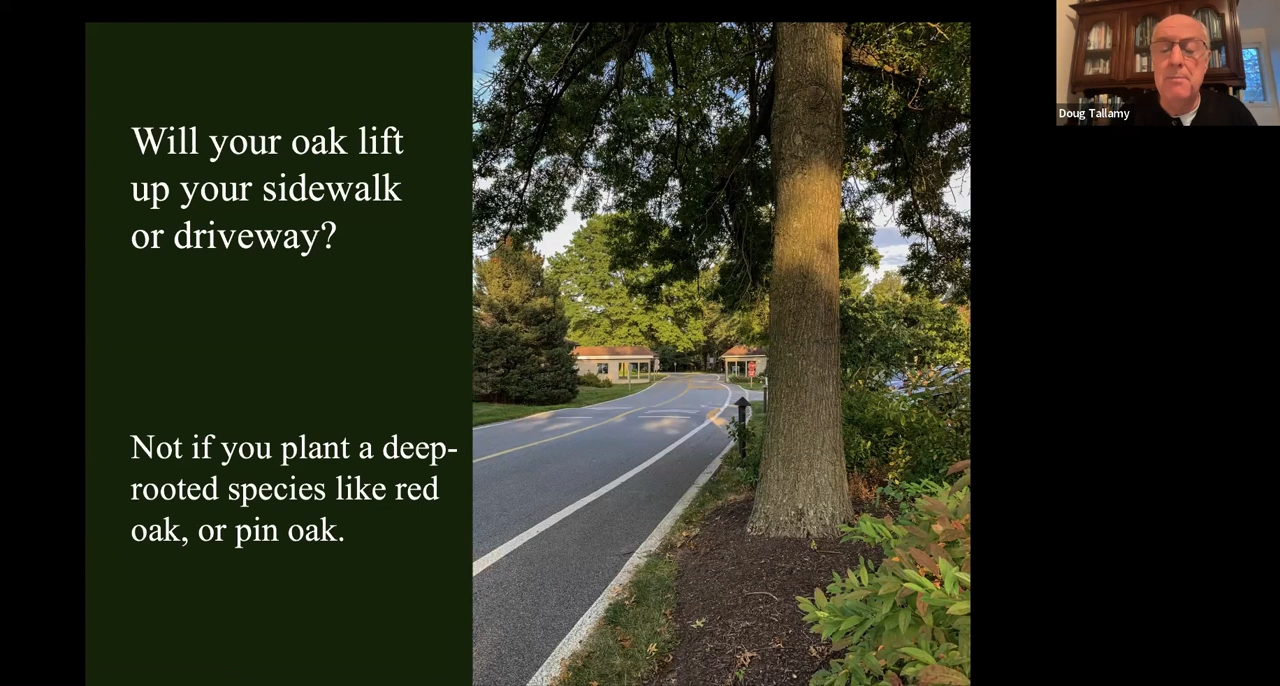 Will your oak lift
up your sidewalk
or driveway?
Not if you plant a deep-
rooted species like red
oak, or pin oak.
Doug Tallamy